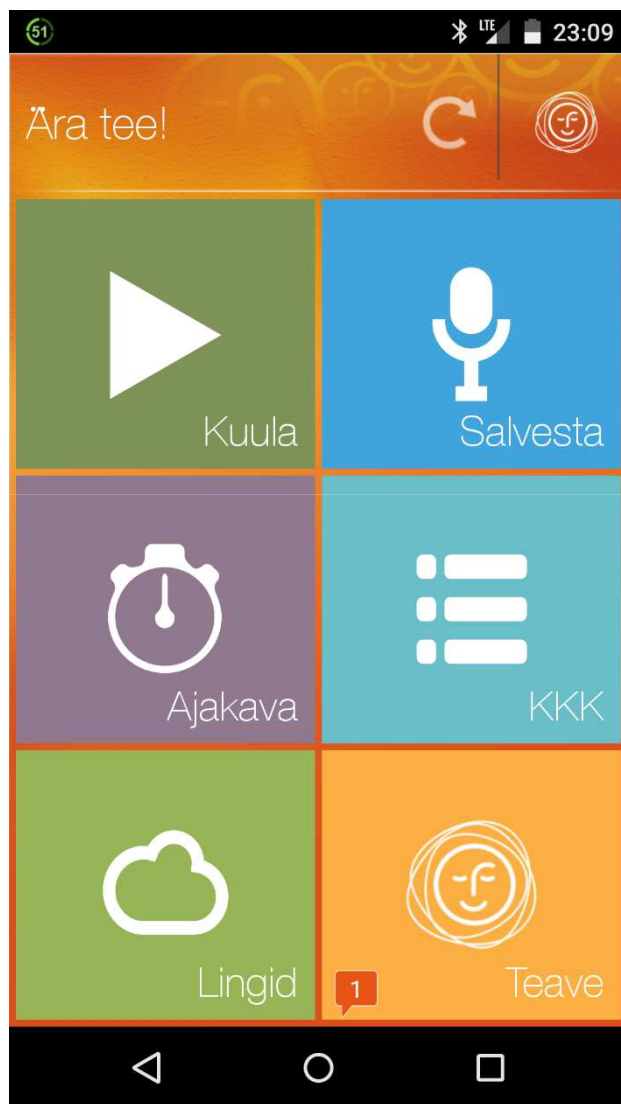 51 LTE 23:09
Ära tee!
Kuula
Salvesta
Ajakava
KKK
Lingid
1
Teave